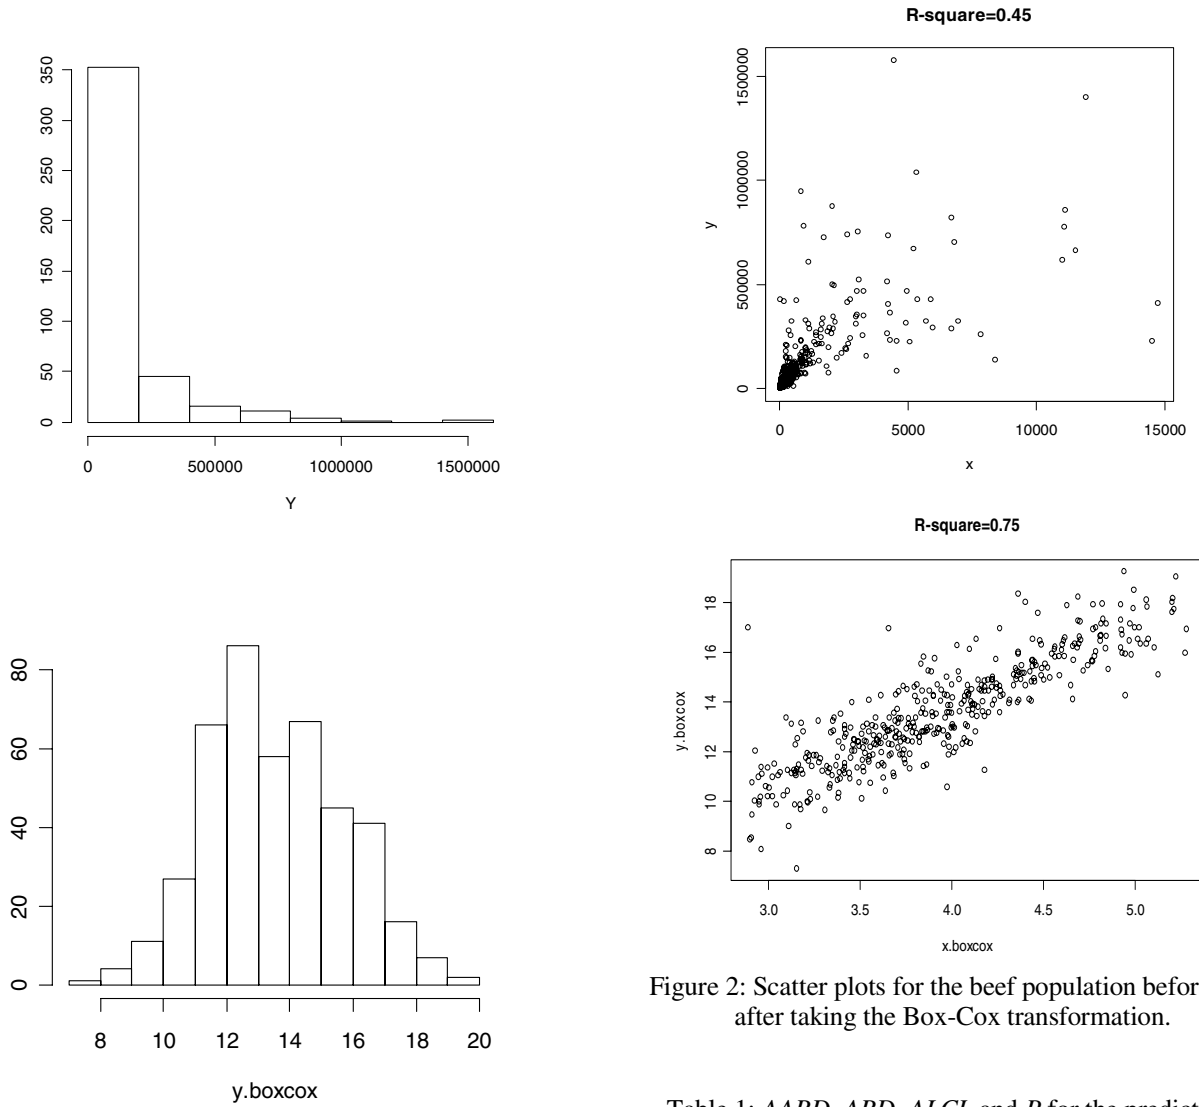 350
300
250
200
150
100
50
0
0 500000 1000000 1500000
Y
80
60
40
20
0
8 10 12 14 16 18 20
y.boxcox
R-square=0.45
1500000
1000000
500000
0
y
0 5000 10000 15000
x
R-square=0.75
18
16
14
12
10
8
y.boxcox
3.0 3.5 4.0 4.5 5.0
x.boxcox
Figure 2: Scatter plots for the beef population befor
after taking the Box-Cox transformation.